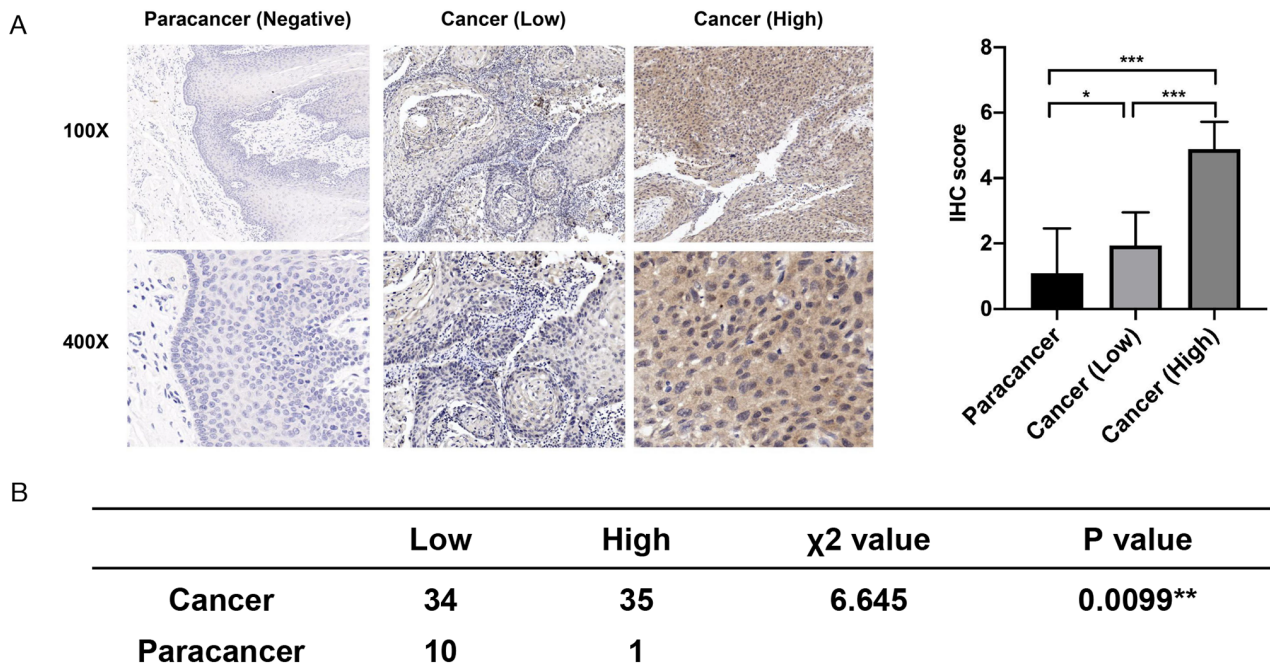 A
Paracancer (Negative)
Cancer (Low)
Cancer (High)
100X
400X
8
6
4
2
0
IHC score
***
*
***
Paracancer
Cancer (Low)
Cancer (High)
B
Low High χ2 value P value
Cancer 34 35 6.645 0.0099**
Paracancer 10 1